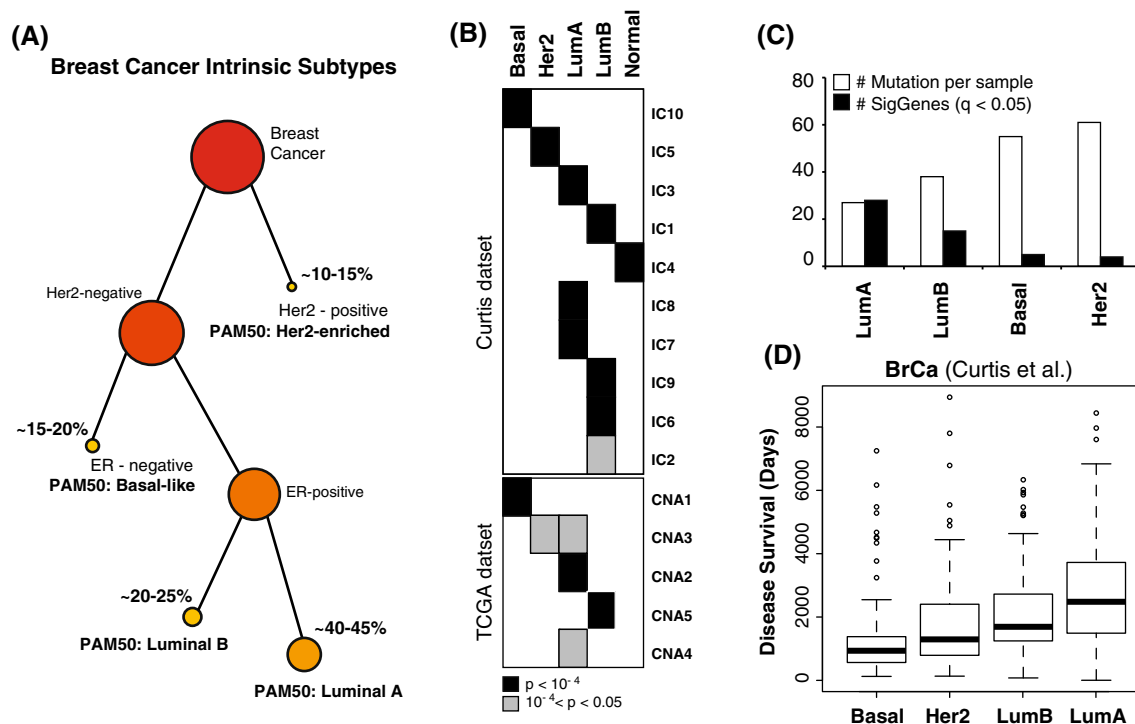 (A)
Breast Cancer Intrinsic Subtypes
Breast
Cancer
~10-15%
Her2-negative
Her2 - positive
PAM50: Her2-enriched
~15-20%
ER - negative
PAM50: Basal-like
ER-positive
~20-25%
PAM50: Luminal B
~40-45%
PAM50: Luminal A
(B)
Basal
Her2
LumA
LumB
Normal
Curtis datset
IC10
IC5
IC3
IC1
IC4
IC8
IC7
IC9
IC6
IC2
TCGA datset
CNA1
CNA3
CNA2
CNA5
CNA4
p < 10⁻⁴
10⁻⁴< p < 0.05
(C)
80
60
40
20
0
# Mutation per sample
# SigGenes (q < 0.05)
LumA
LumB
Basal
Her2
(D)
BrCa (Curtis et al.)
Disease Survival (Days)
8000
6000
4000
2000
0
Basal
Her2
LumB
LumA